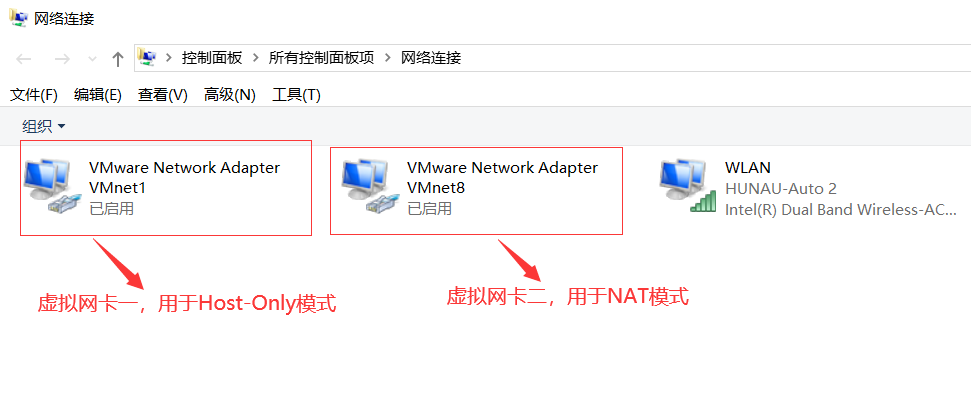 网络连接
控制面板 › 所有控制面板项 › 网络连接
文件(F) 编辑(E) 查看(V) 高级(N) 工具(T)
组织
VMware Network Adapter
VMnet1
已启用
VMware Network Adapter
VMnet8
已启用
WLAN
HUNAU-Auto 2
Intel(R) Dual Band Wireless-AC...
虚拟网卡一，用于Host-Only模式
虚拟网卡二，用于NAT模式